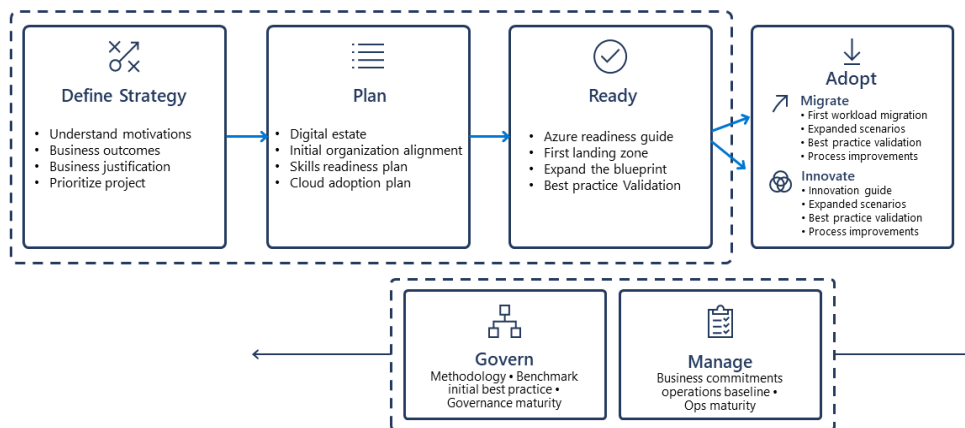 Define Strategy
• Understand motivations
• Business outcomes
• Business justification
• Prioritize project
Plan
• Digital estate
• Initial organization alignment
• Skills readiness plan
• Cloud adoption plan
Ready
• Azure readiness guide
• First landing zone
• Expand the blueprint
• Best practice Validation
Adopt
Migrate
• First workload migration
• Expanded scenarios
• Best practice validation
• Process improvements
Innovate
• Innovation guide
• Expanded scenarios
• Best practice validation
• Process improvements
Govern
Methodology • Benchmark
initial best practice •
Governance maturity
Manage
Business commitments
operations baseline •
Ops maturity